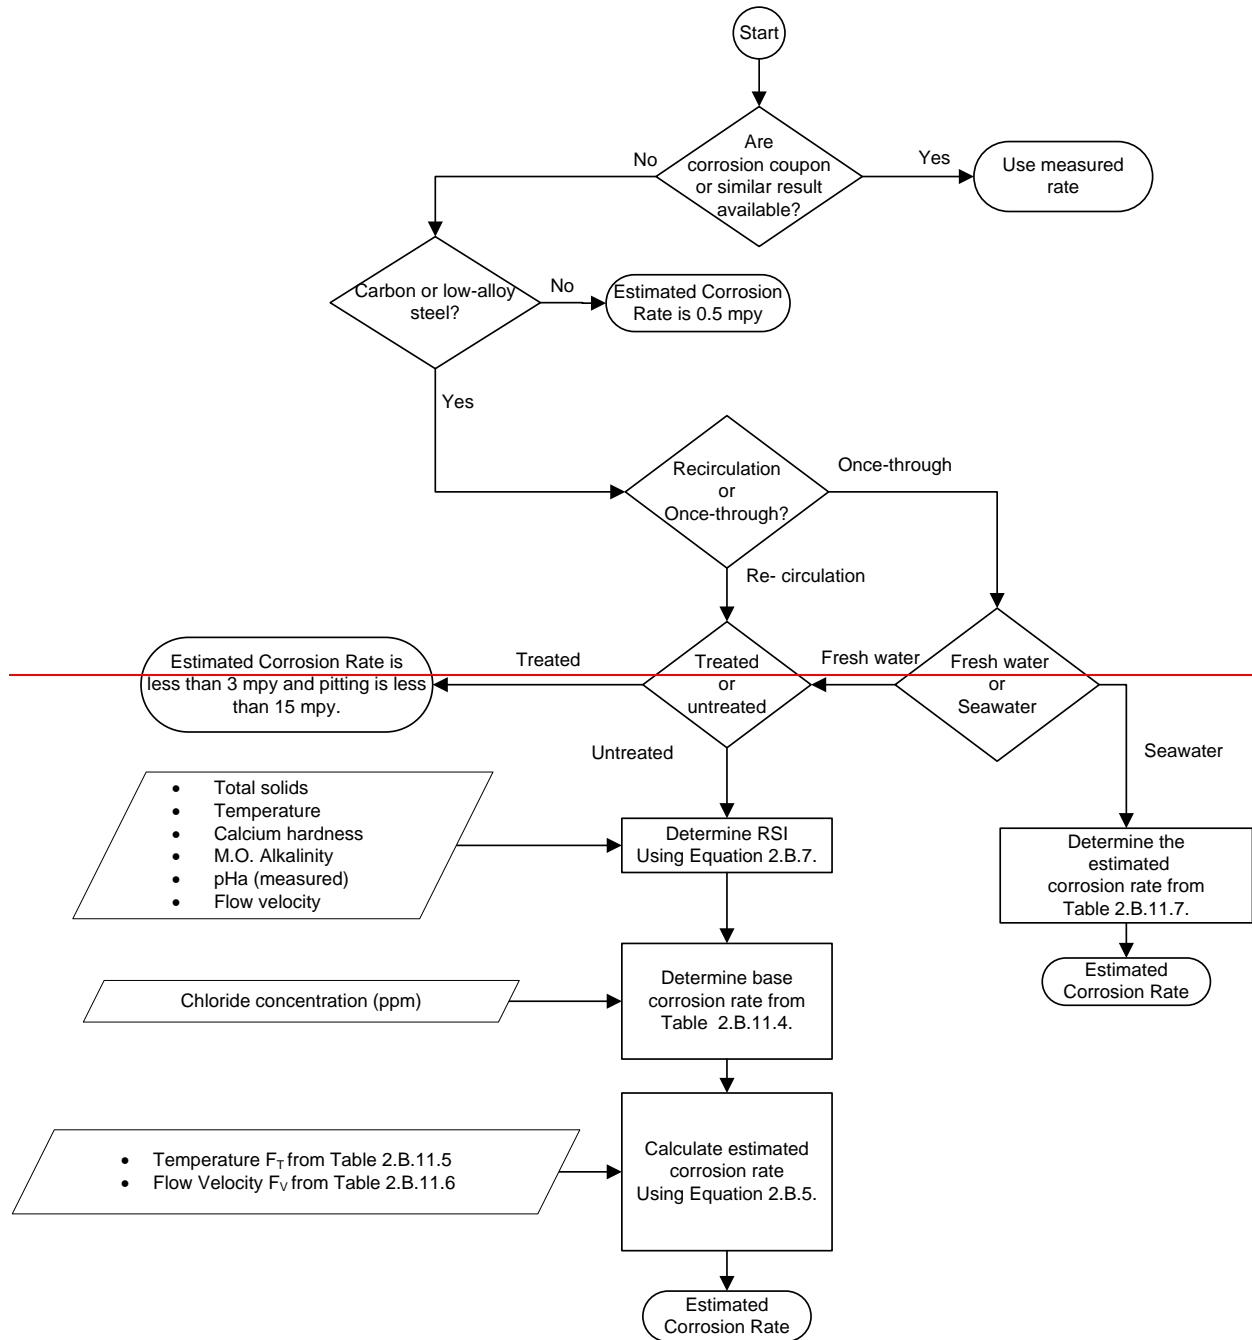 Start
Are
corrosion coupon
or similar result
available?
No
Yes
Use measured
rate
Carbon or low-alloy
steel?
No
Estimated Corrosion
Rate is 0.5 mpy
Yes
Recirculation
or
Once-through?
Once-through
Re- circulation
Estimated Corrosion Rate is
less than 3 mpy and pitting is less
than 15 mpy.
Treated
Treated
or
untreated
Fresh water
Fresh water
or
Seawater
Untreated
Seawater
• Total solids
• Temperature
• Calcium hardness
• M.O. Alkalinity
• pHa (measured)
• Flow velocity
Determine RSI
Using Equation 2.B.7.
Determine the
estimated
corrosion rate from
Table 2.B.11.7.
Chloride concentration (ppm)
Determine base
corrosion rate from
Table 2.B.11.4.
Estimated
Corrosion Rate
• Temperature FT from Table 2.B.11.5
• Flow Velocity FV from Table 2.B.11.6
Calculate estimated
corrosion rate
Using Equation 2.B.5.
Estimated
Corrosion Rate